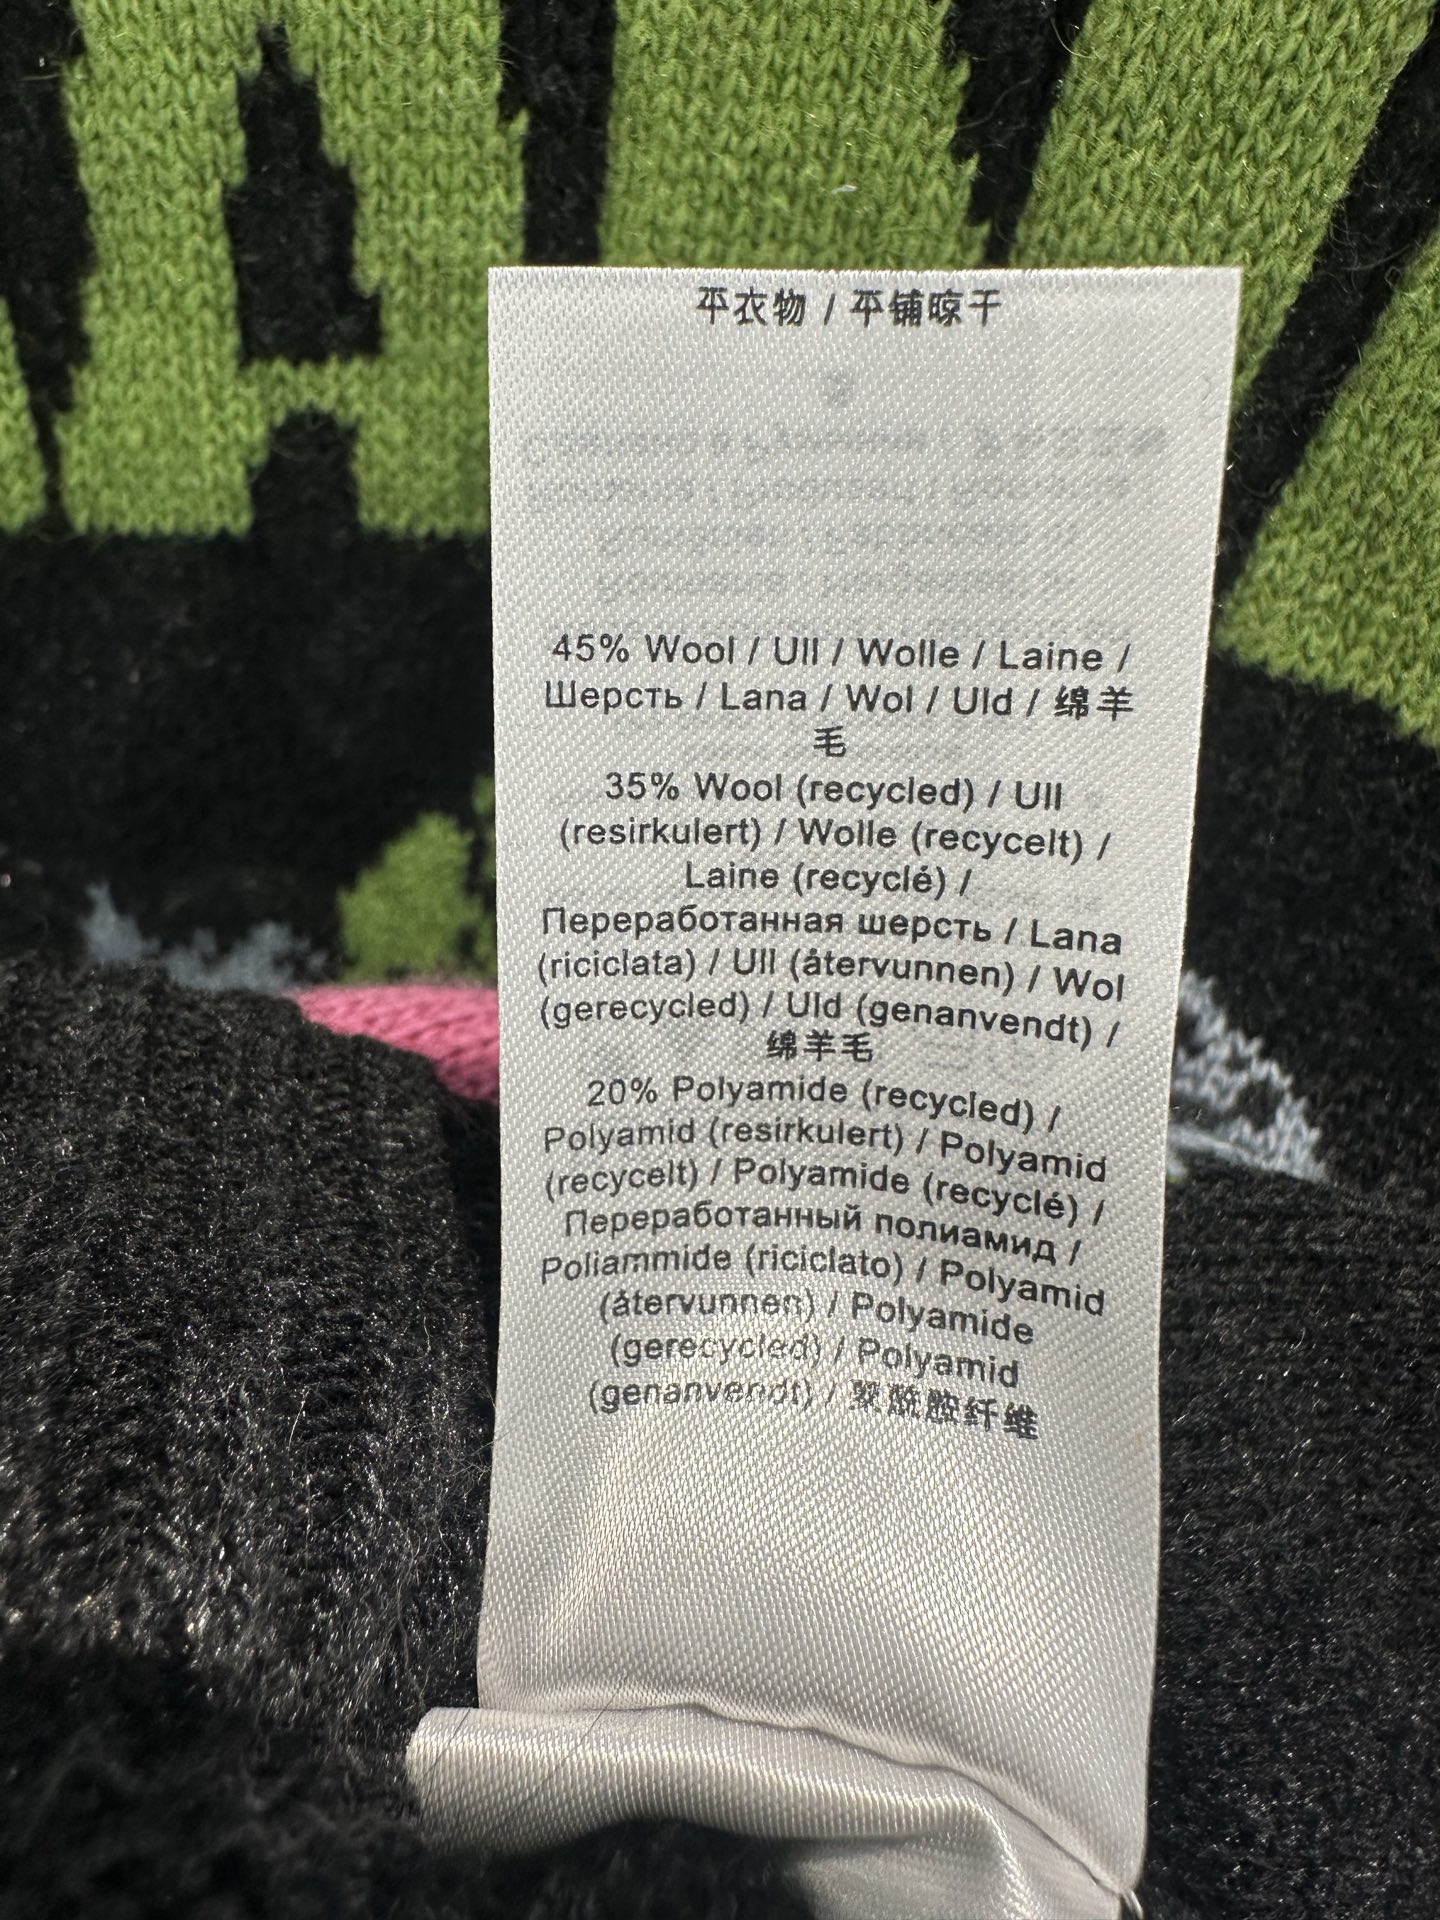 平衣物 / 平铺晾干
45% Wool / Ull / Wolle / Laine /
Шерсть / Lana / Wol / Uld / 绵羊
毛
35% Wool (recycled) / Ull
(resirkulert) / Wolle (recycelt) /
Laine (recyclé) /
Переработанная шерсть / Lana
(riciclata) / Ull (återvunnen) / Wol
(gerecycled) / Uld (genanvendt) /
绵羊毛
20% Polyamide (recycled) /
Polyamid (resirkulert) / Polyamid
(recycelt) / Polyamide (recyclé) /
Переработанный полиамид /
Poliammide (riciclato) / Polyamid
(återvunnen) / Polyamide
(gerecycled) / Polyamid
(genanvendt) / 聚酰胺纤维